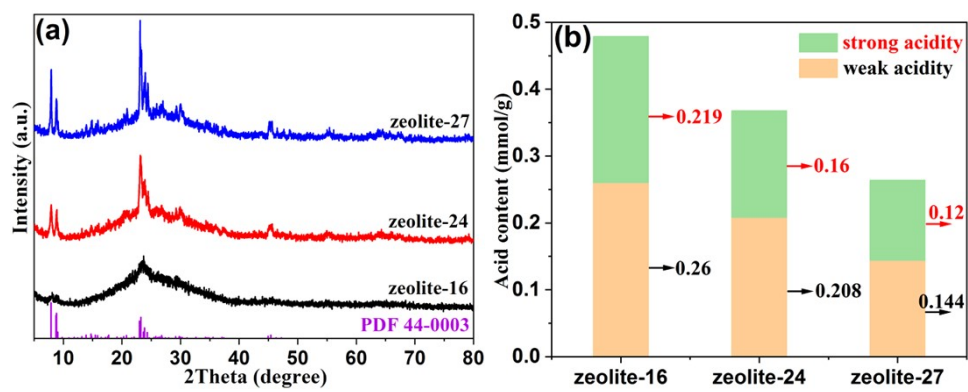 (a)
Intensity (a.u.)
zeolite-27
zeolite-24
zeolite-16
PDF 44-0003
10 20 30 40 50 60 70 80
2Theta (degree)
(b)
Acid content (mmol/g)
0.5
0.4
0.3
0.2
0.1
0.0
strong acidity
weak acidity
0.219
0.26
0.16
0.208
0.12
0.144
zeolite-16 zeolite-24 zeolite-27